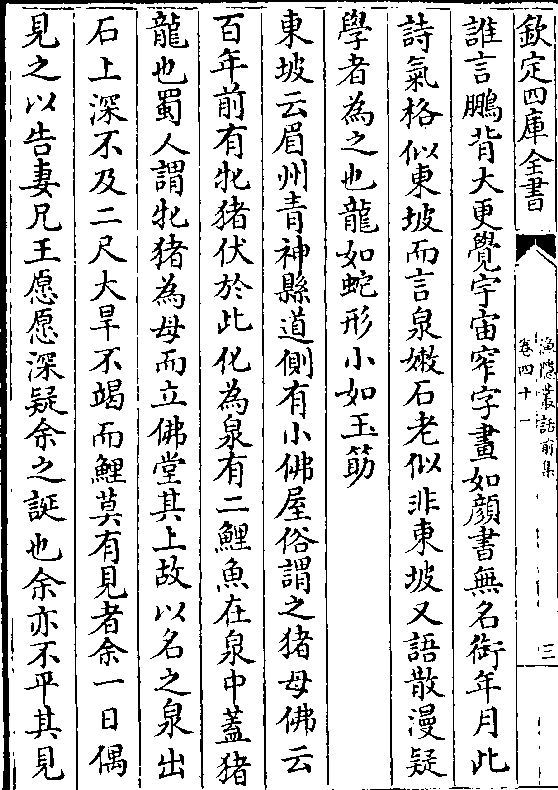 欽定四庫全書
漁隱叢話前集
卷四十一
三
誰言鵬背大更覺宇宙窄字畫如顏書無名銜年月此
詩氣格似東坡而言泉嫩石老似非東坡又語散漫疑
學者為之也龍如蛇形小如玉筯
東坡云眉州青神縣道側有小佛屋俗謂之猪母佛云
百年前有牝猪伏於此化為泉有二鯉魚在泉中蓋猪
龍也蜀人謂牝猪為母而立佛堂其上故以名之泉出
石上深不及二尺大旱不竭而鯉莫有見者余一日偶
見之以告妻兄王愿愿深疑余之誕也余亦不平其見